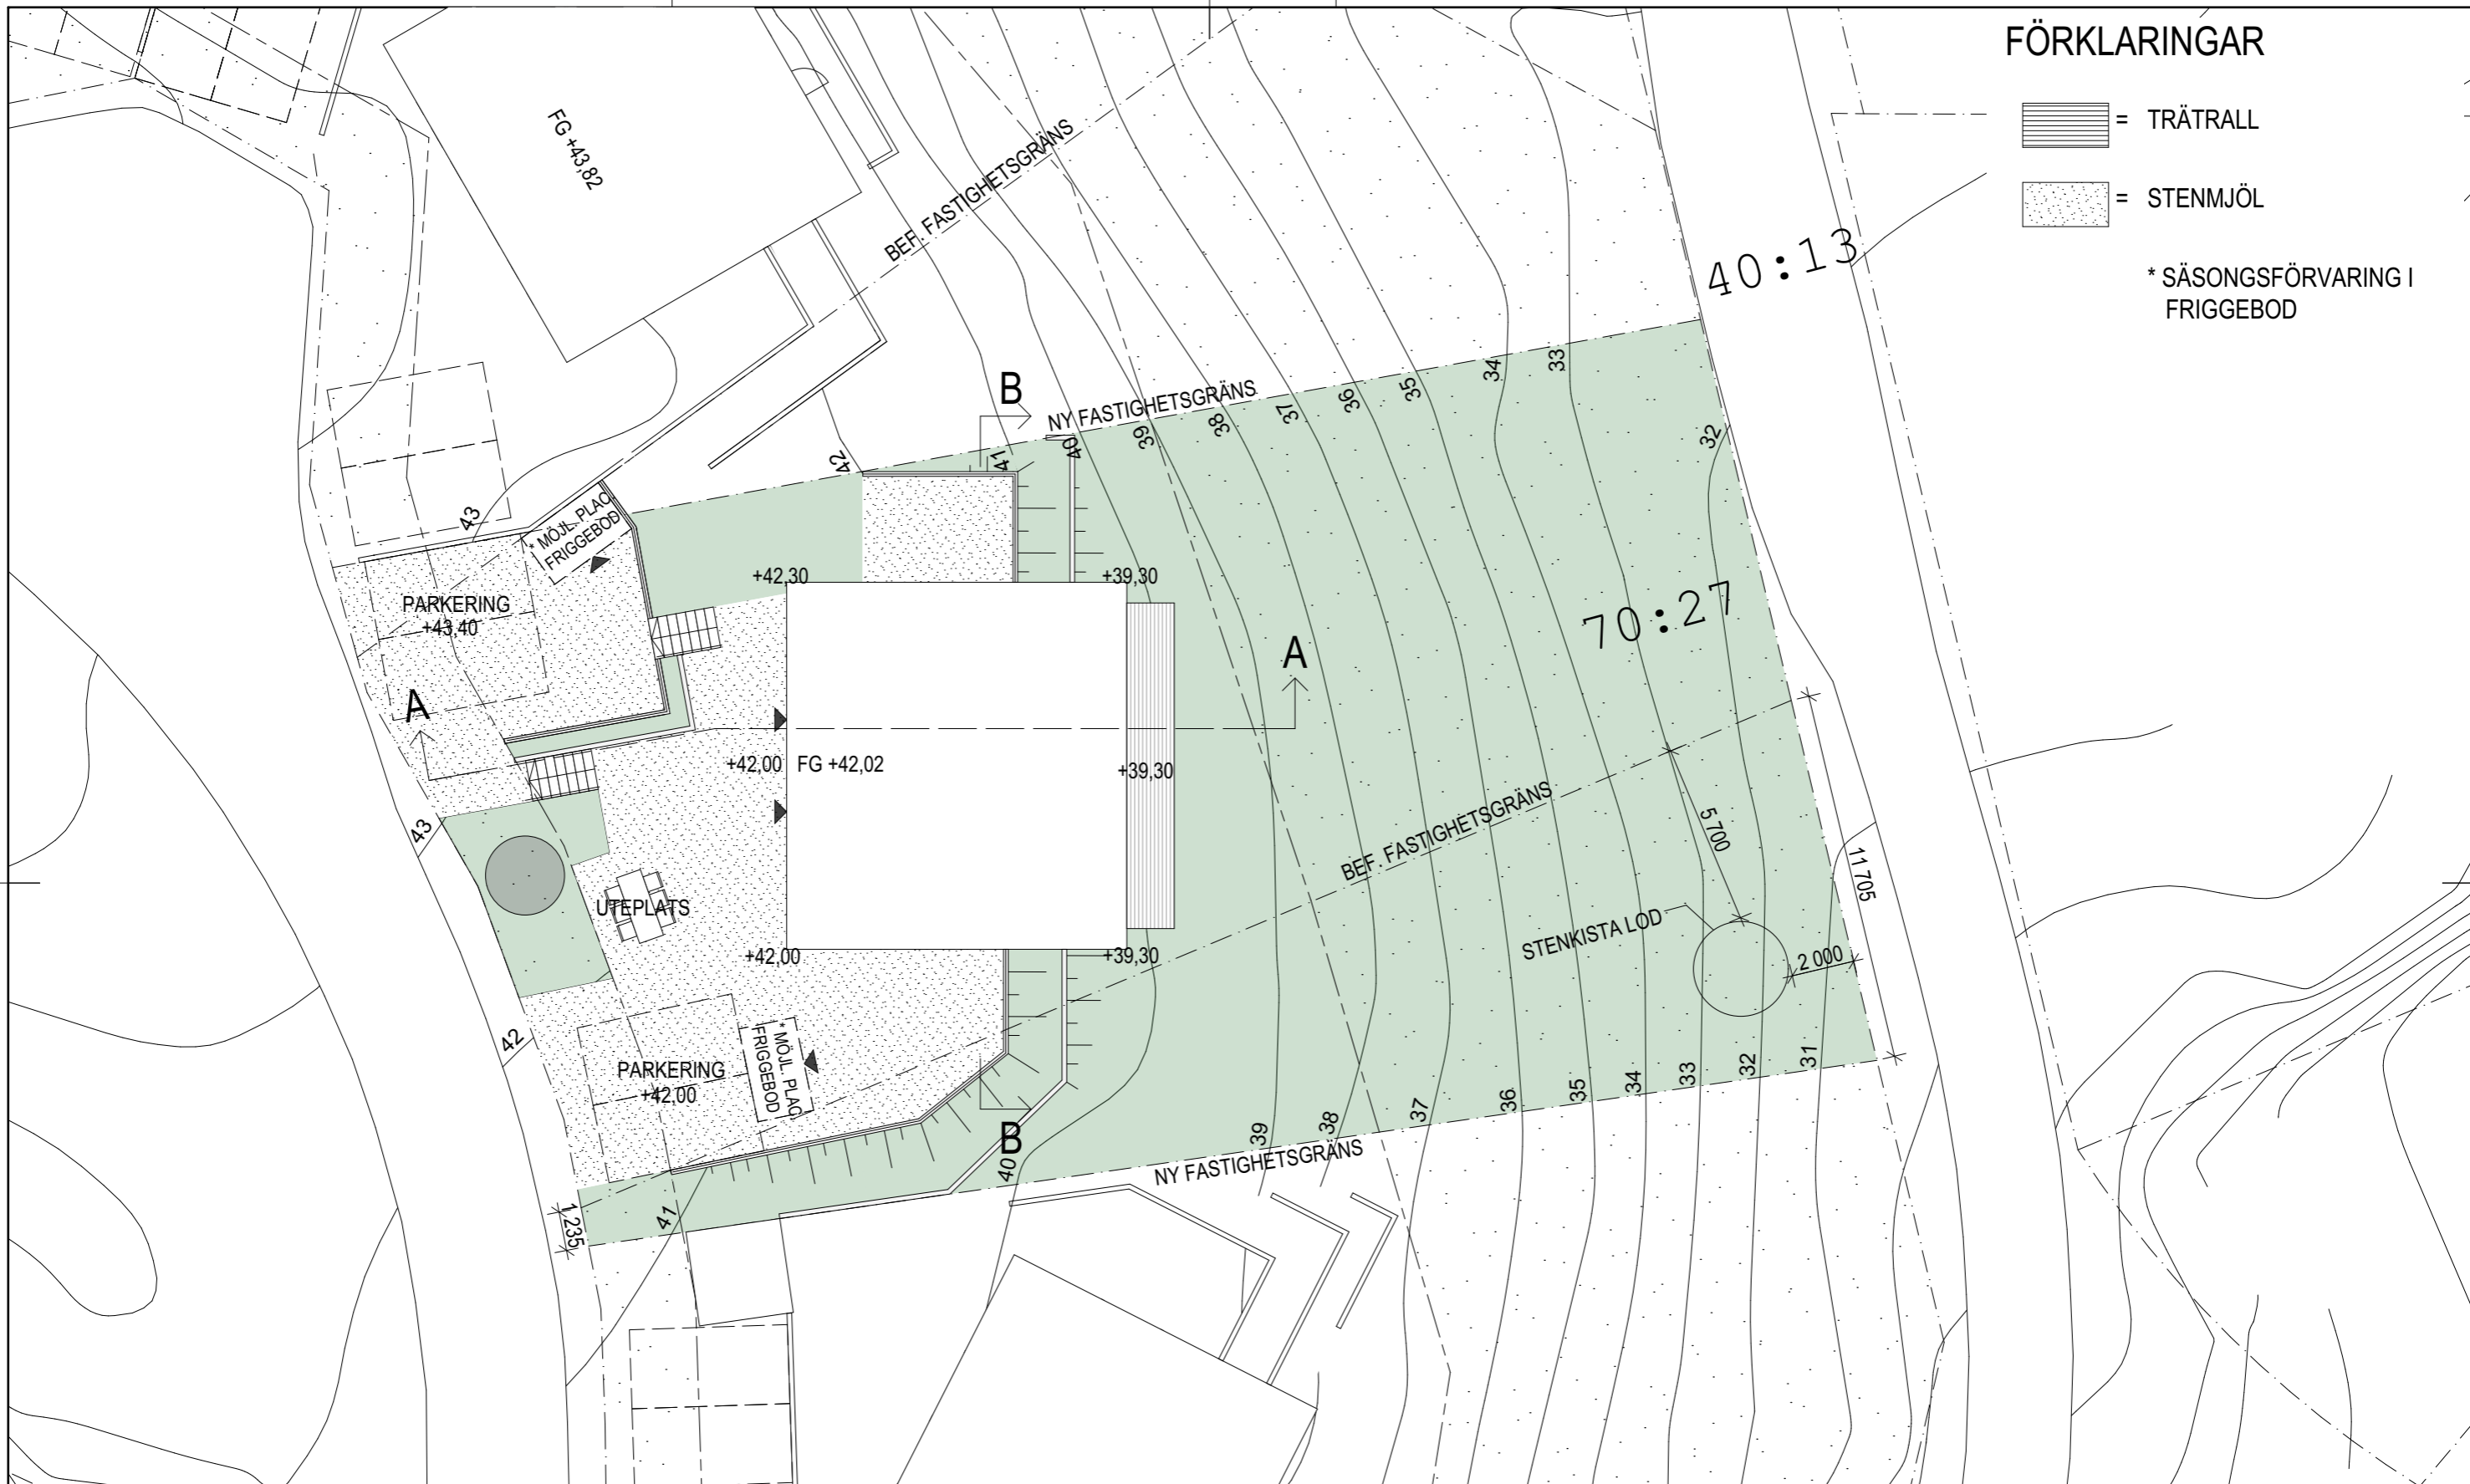 FÖRKLARINGAR
= TRÄTRALL
= STENMJÖL
* SÄSONGSFÖRVARING I
FRIGGEBOD
FG +43,82
BEF. FASTIGHETSGRÄNS
40:13
NY FASTIGHETSGRÄNS
B
42
41
40
39
38
37
36
35
34
33
32
43
* MÖJL. PLAC.
FRIGGEBOD
PARKERING
+43,40
+42,30
+39,30
70:27
A
A
+42,00
FG +42,02
+39,30
43
BEF. FASTIGHETSGRÄNS
5 700
11 705
UTEPLATS
STENKISTA LOD
2 000
+42,00
+39,30
42
* MÖJL. PLAC
FRIGGEBOD
PARKERING
+42,00
B
40
39
38
37
36
35
34
33
32
31
NY FASTIGHETSGRÄNS
41
1 235